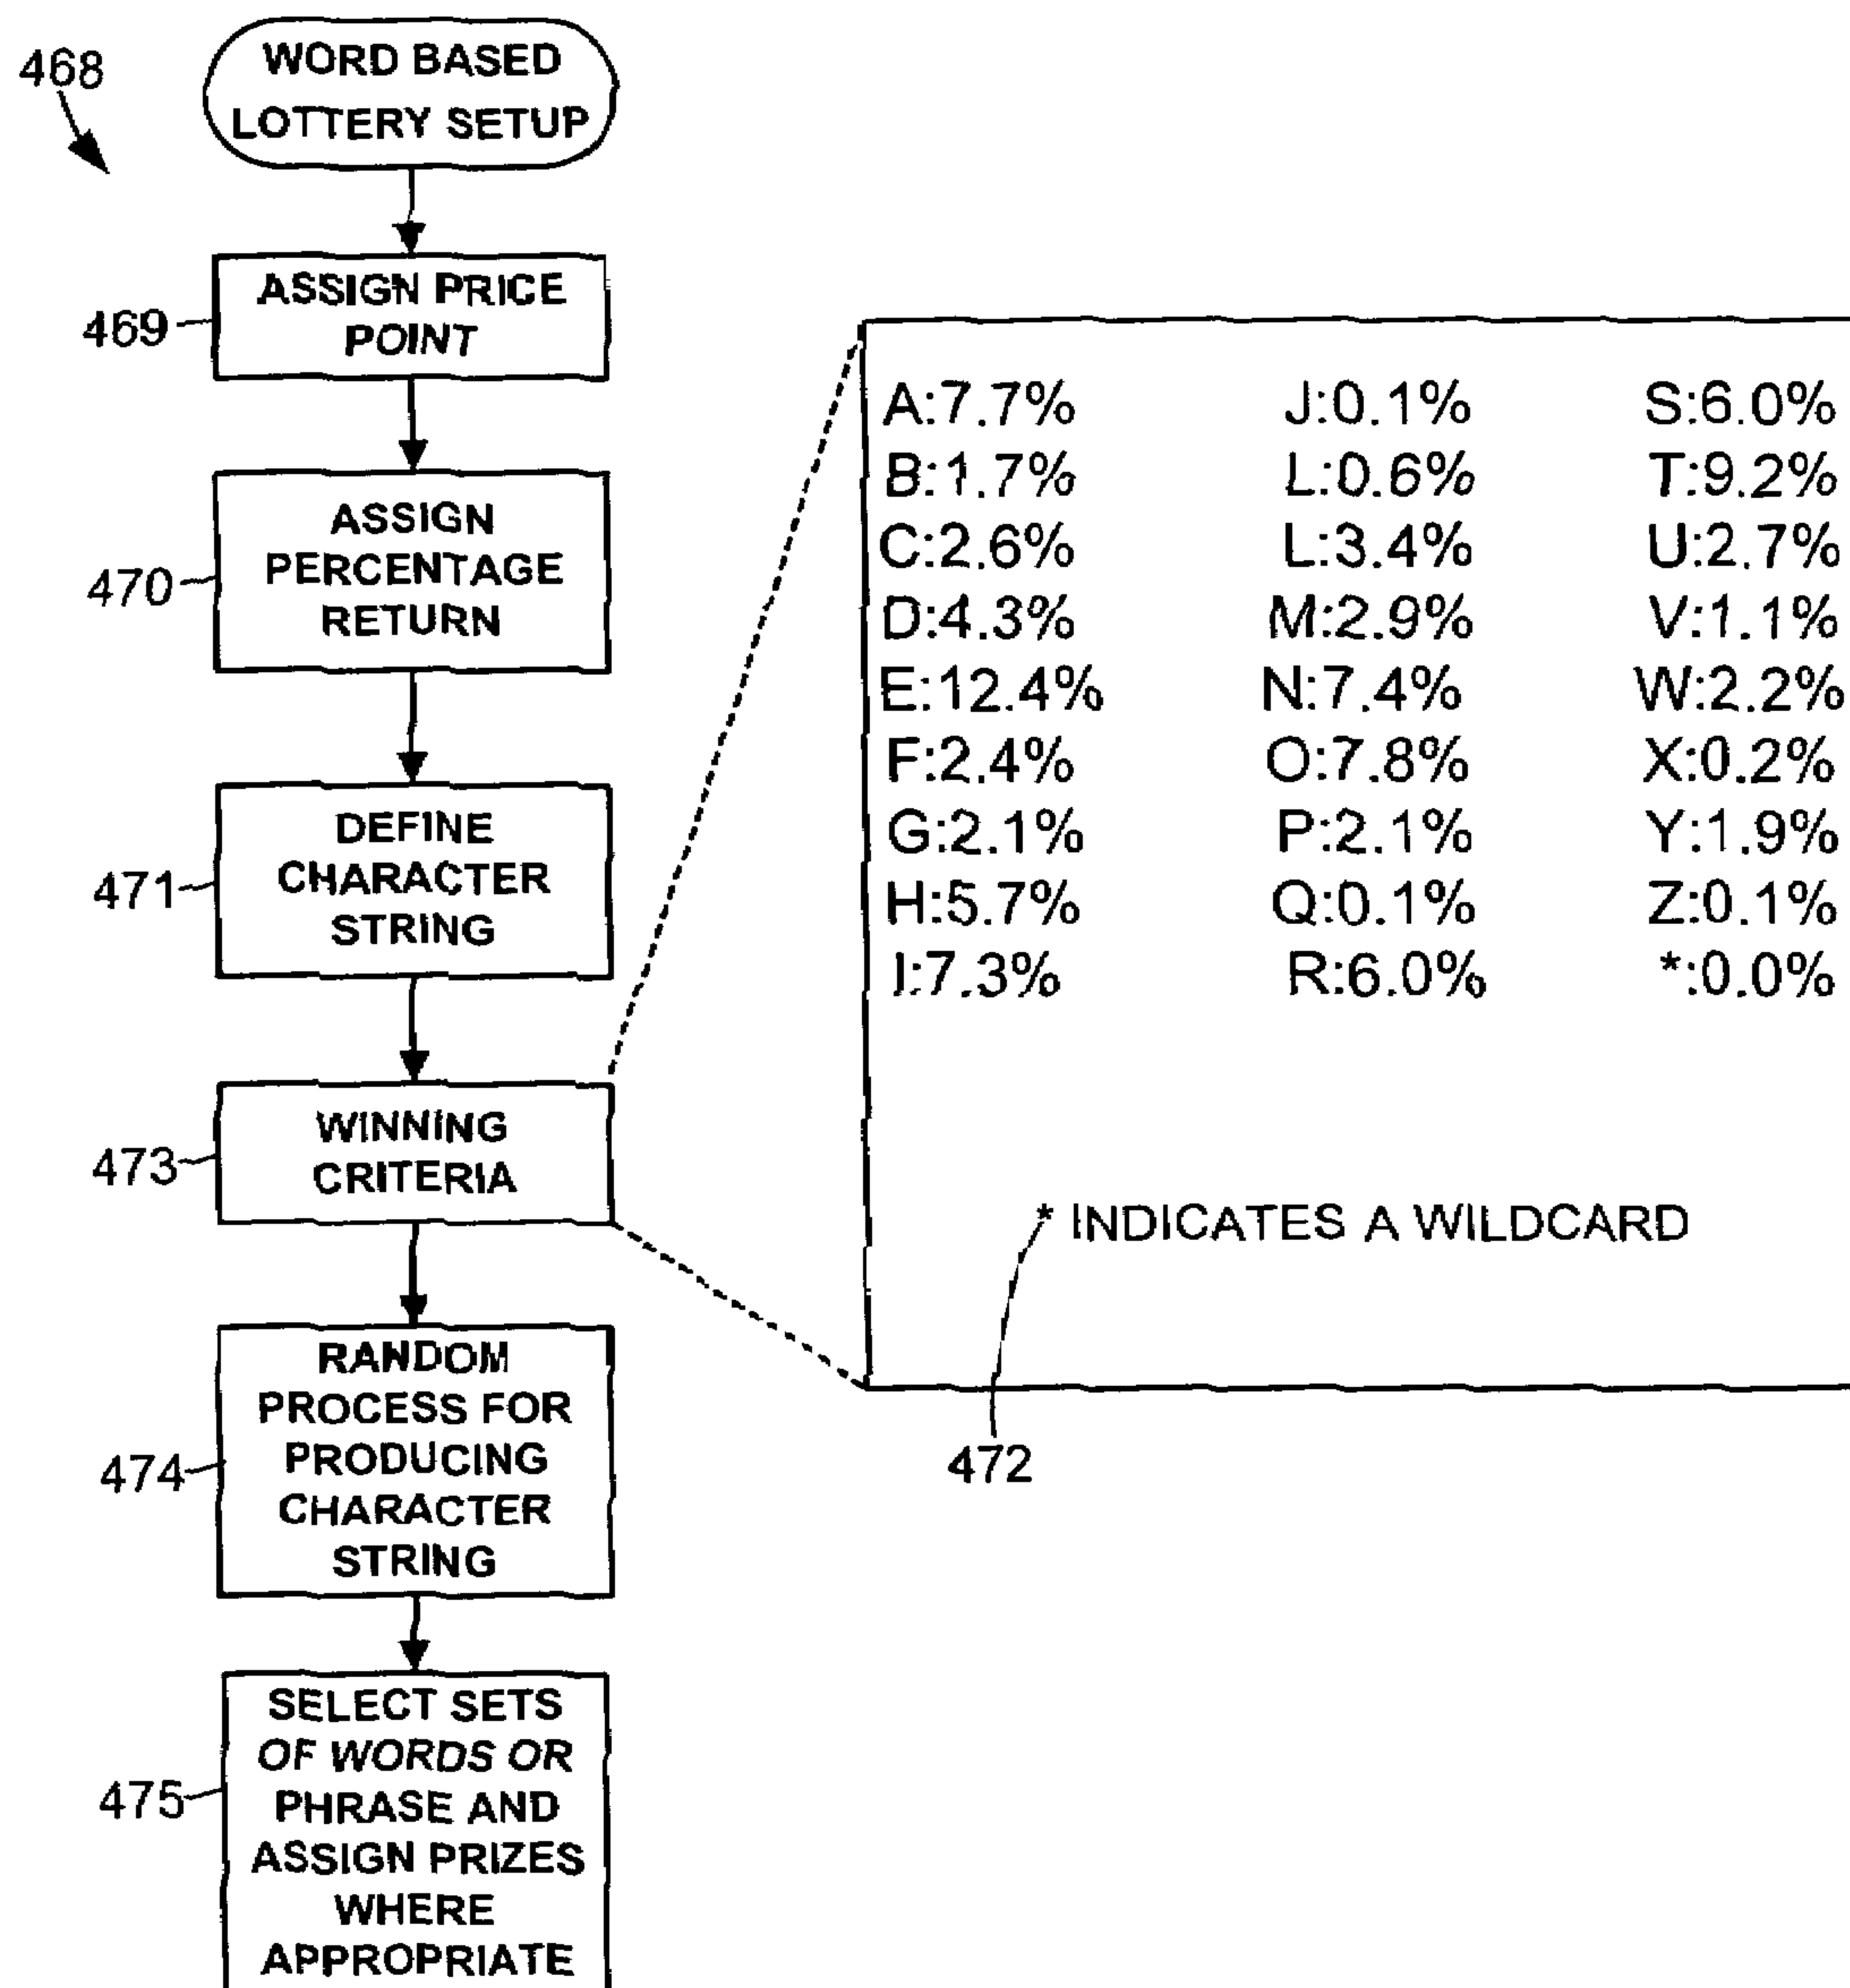 468
WORD BASED
LOTTERY SETUP
469
ASSIGN PRICE
POINT
470
ASSIGN
PERCENTAGE
RETURN
471
DEFINE
CHARACTER
STRING
473
WINNING
CRITERIA
474
RANDOM
PROCESS FOR
PRODUCING
CHARACTER
STRING
475
SELECT SETS
OF WORDS OR
PHRASE AND
ASSIGN PRIZES
WHERE
APPROPRIATE
A:7.7% J:0.1% S:6.0%
B:1.7% L:0.6% T:9.2%
C:2.6% L:3.4% U:2.7%
D:4.3% M:2.9% V:1.1%
E:12.4% N:7.4% W:2.2%
F:2.4% O:7.8% X:0.2%
G:2.1% P:2.1% Y:1.9%
H:5.7% Q:0.1% Z:0.1%
I:7.3% R:6.0% *:0.0%
* INDICATES A WILDCARD
472